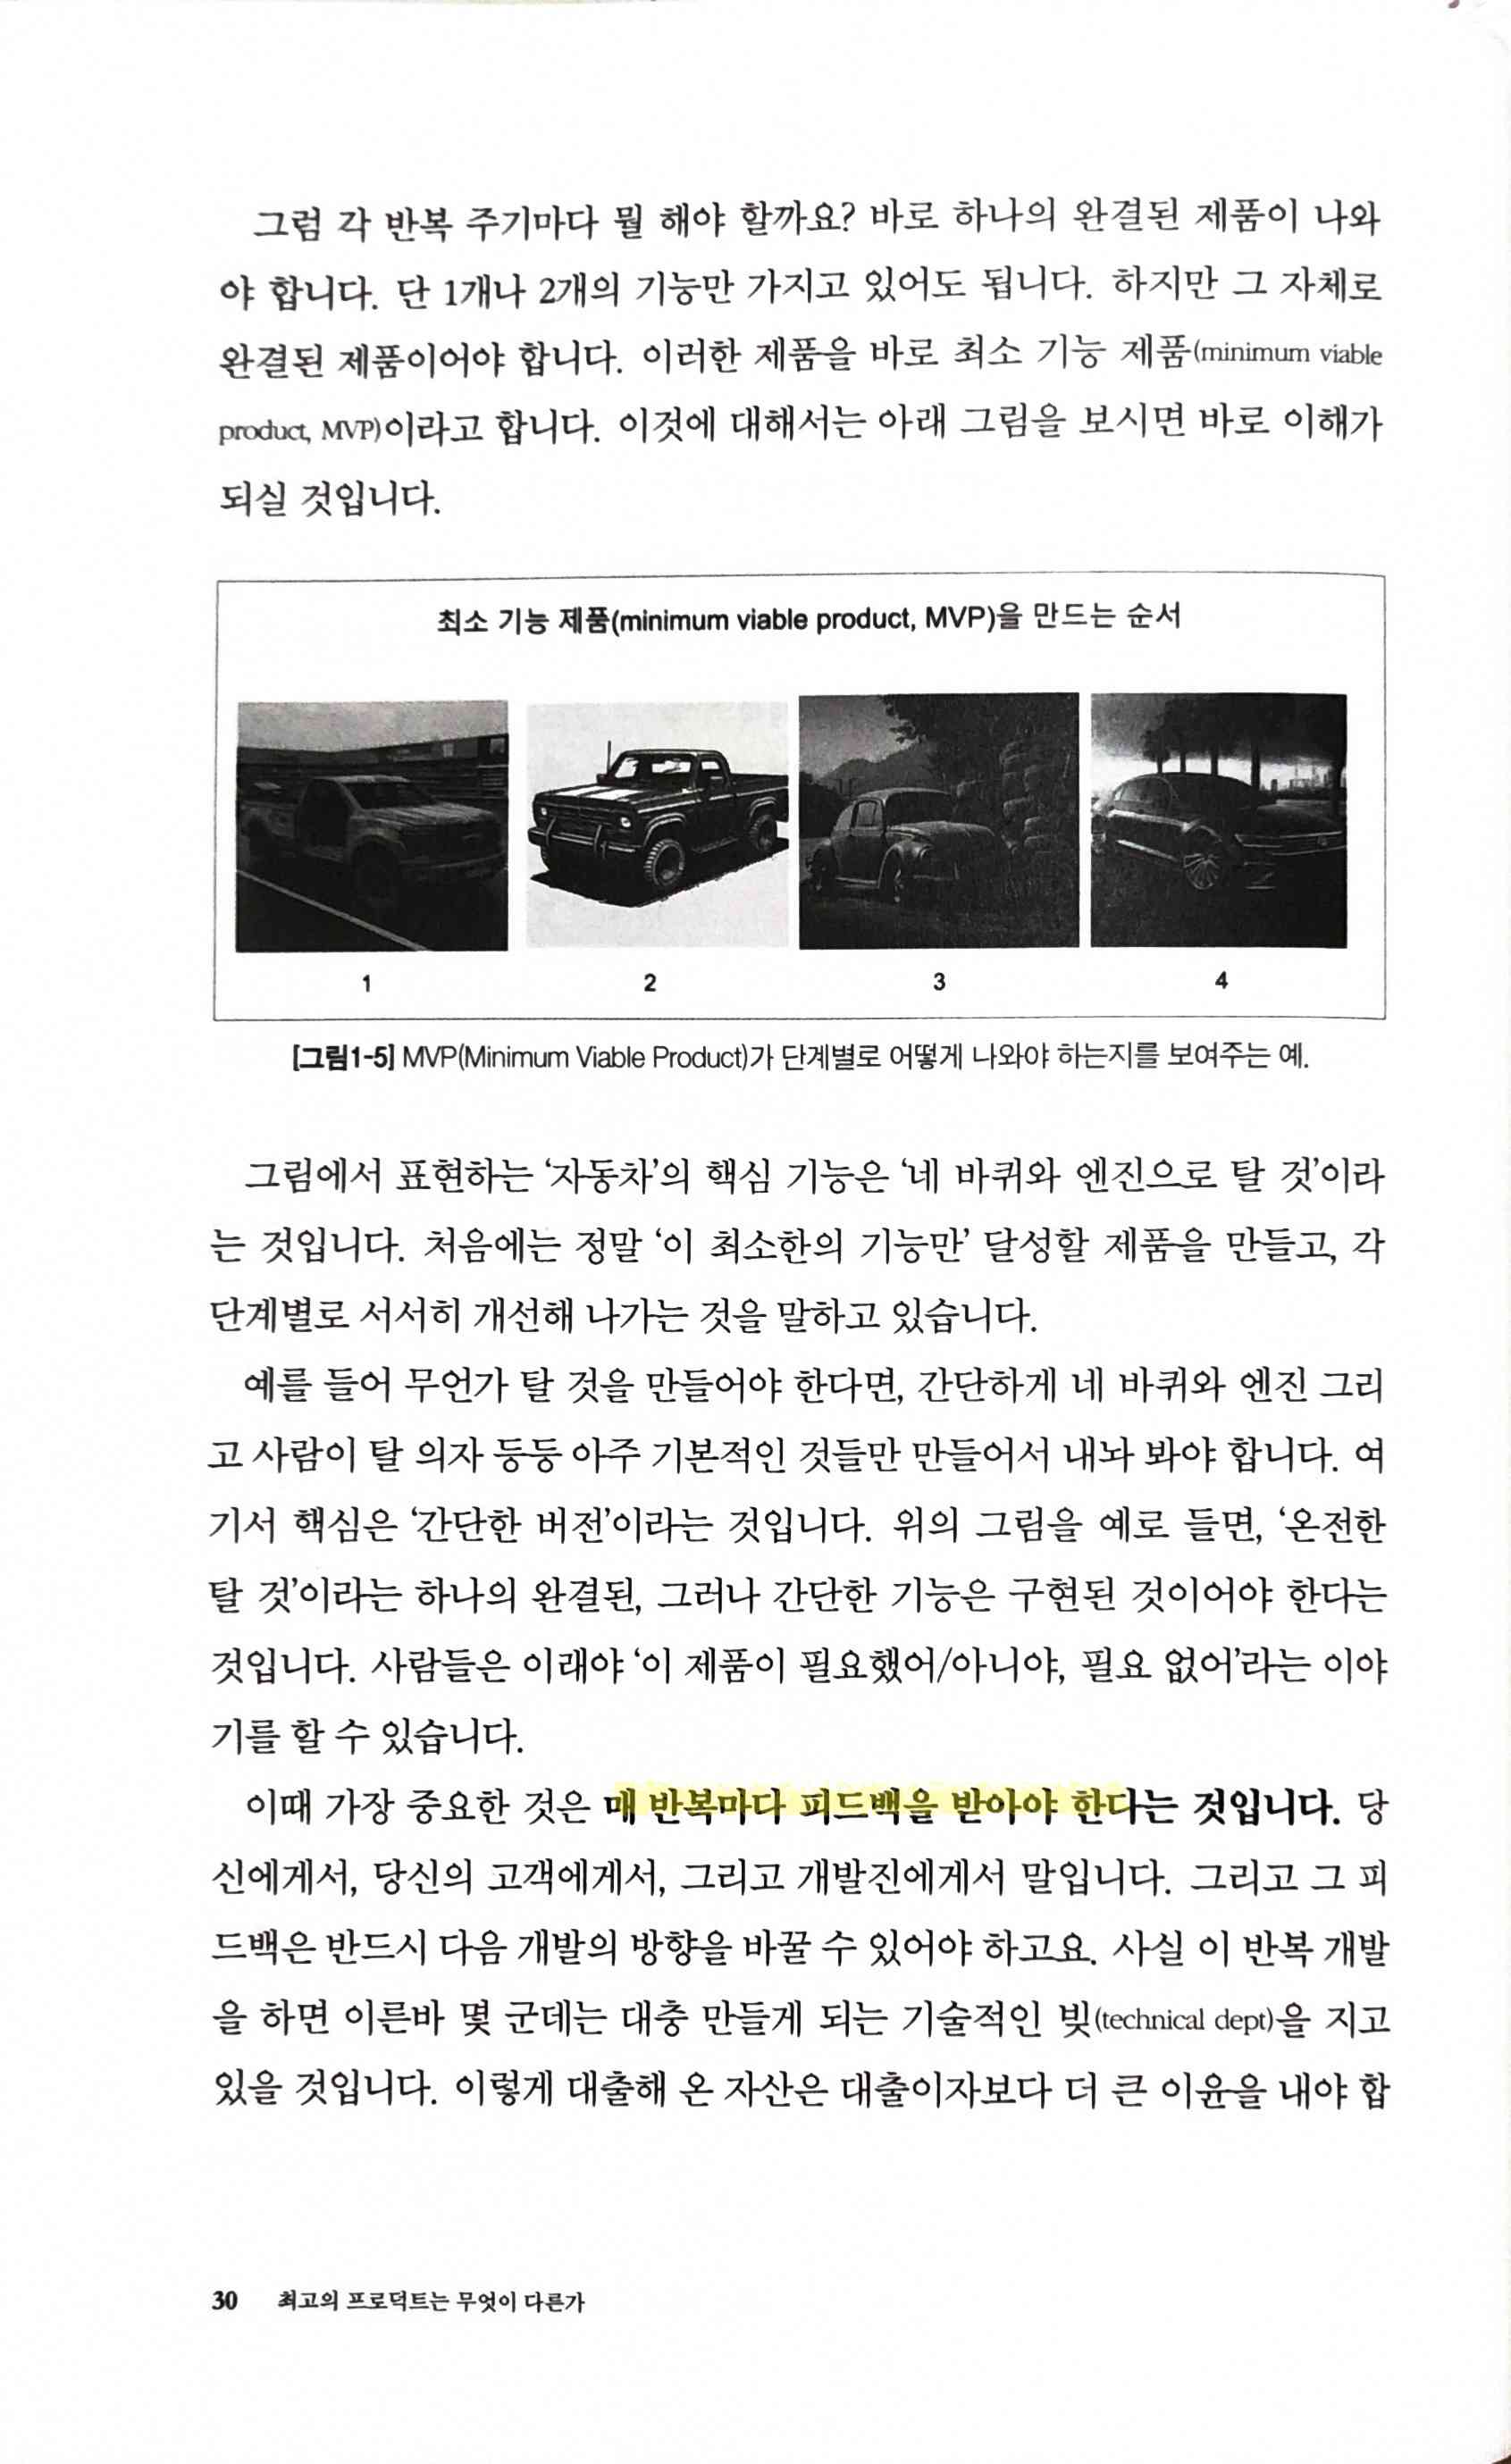 그럼 각 반복 주기마다 뭘 해야 할까요? 바로 하나의 완결된 제품이 나와
야 합니다. 단 1개나 2개의 기능만 가지고 있어도 됩니다. 하지만 그 자체로
완결된 제품이어야 합니다. 이러한 제품을 바로 최소 기능 제품(minimum viable
product, MVP)이라고 합니다. 이것에 대해서는 아래 그림을 보시면 바로 이해가
되실 것입니다.
최소 기능 제품(minimum viable product, MVP)을 만드는 순서
1 2 3 4
[그림1-5] MVP(Minimum Viable Product)가 단계별로 어떻게 나와야 하는지를 보여주는 예.
그림에서 표현하는 ‘자동차’의 핵심 기능은 ‘네 바퀴와 엔진으로 탈 것’이라
는 것입니다. 처음에는 정말 ‘이 최소한의 기능만’ 달성할 제품을 만들고, 각
단계별로 서서히 개선해 나가는 것을 말하고 있습니다.
예를 들어 무언가 탈 것을 만들어야 한다면, 간단하게 네 바퀴와 엔진 그리
고 사람이 탈 의자 등등 아주 기본적인 것들만 만들어서 내놔 봐야 합니다. 여
기서 핵심은 ‘간단한 버전’이라는 것입니다. 위의 그림을 예로 들면, ‘온전한
탈 것’이라는 하나의 완결된, 그러나 간단한 기능은 구현된 것이어야 한다는
것입니다. 사람들은 이래야 ‘이 제품이 필요했어/아니야, 필요 없어’라는 이야
기를 할 수 있습니다.
이때 가장 중요한 것은 매 반복마다 피드백을 받아야 한다는 것입니다. 당
신에게서, 당신의 고객에게서, 그리고 개발진에게서 말입니다. 그리고 그 피
드백은 반드시 다음 개발의 방향을 바꿀 수 있어야 하고요. 사실 이 반복 개발
을 하면 이른바 몇 군데는 대충 만들게 되는 기술적인 빚(technical dept)을 지고
있을 것입니다. 이렇게 대출해 온 자산은 대출이자보다 더 큰 이윤을 내야 합
30 최고의 프로덕트는 무엇이 다른가